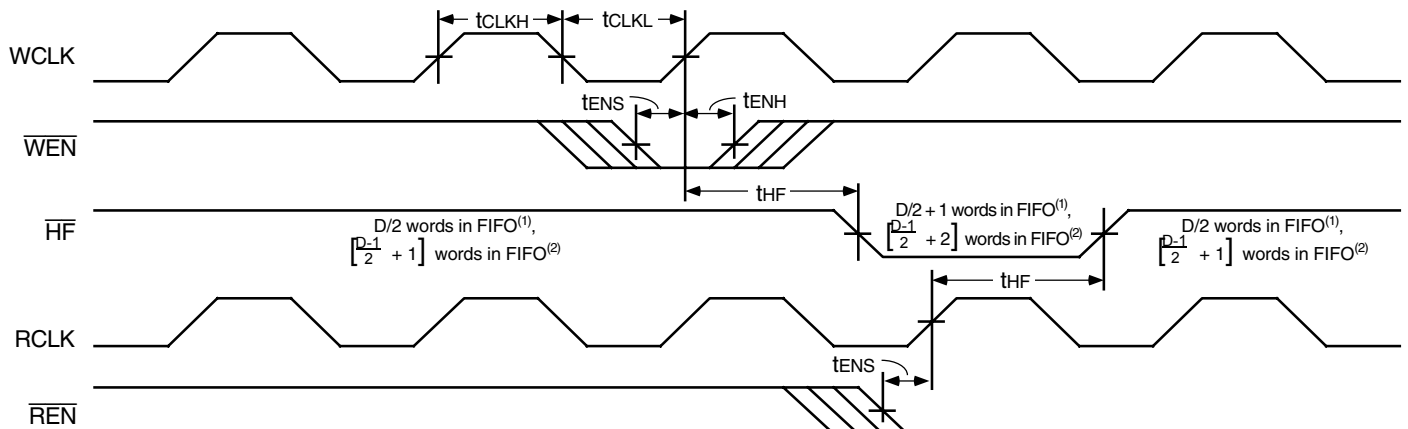 tCLKH
tCLKL
WCLK
tENS
tENH
WEN
tHF
HF
D/2 words in FIFO(1),
[D-1/2 + 1] words in FIFO(2)
D/2 + 1 words in FIFO(1),
[D-1/2 + 2] words in FIFO(2)
D/2 words in FIFO(1),
[D-1/2 + 1] words in FIFO(2)
tHF
RCLK
tENS
REN